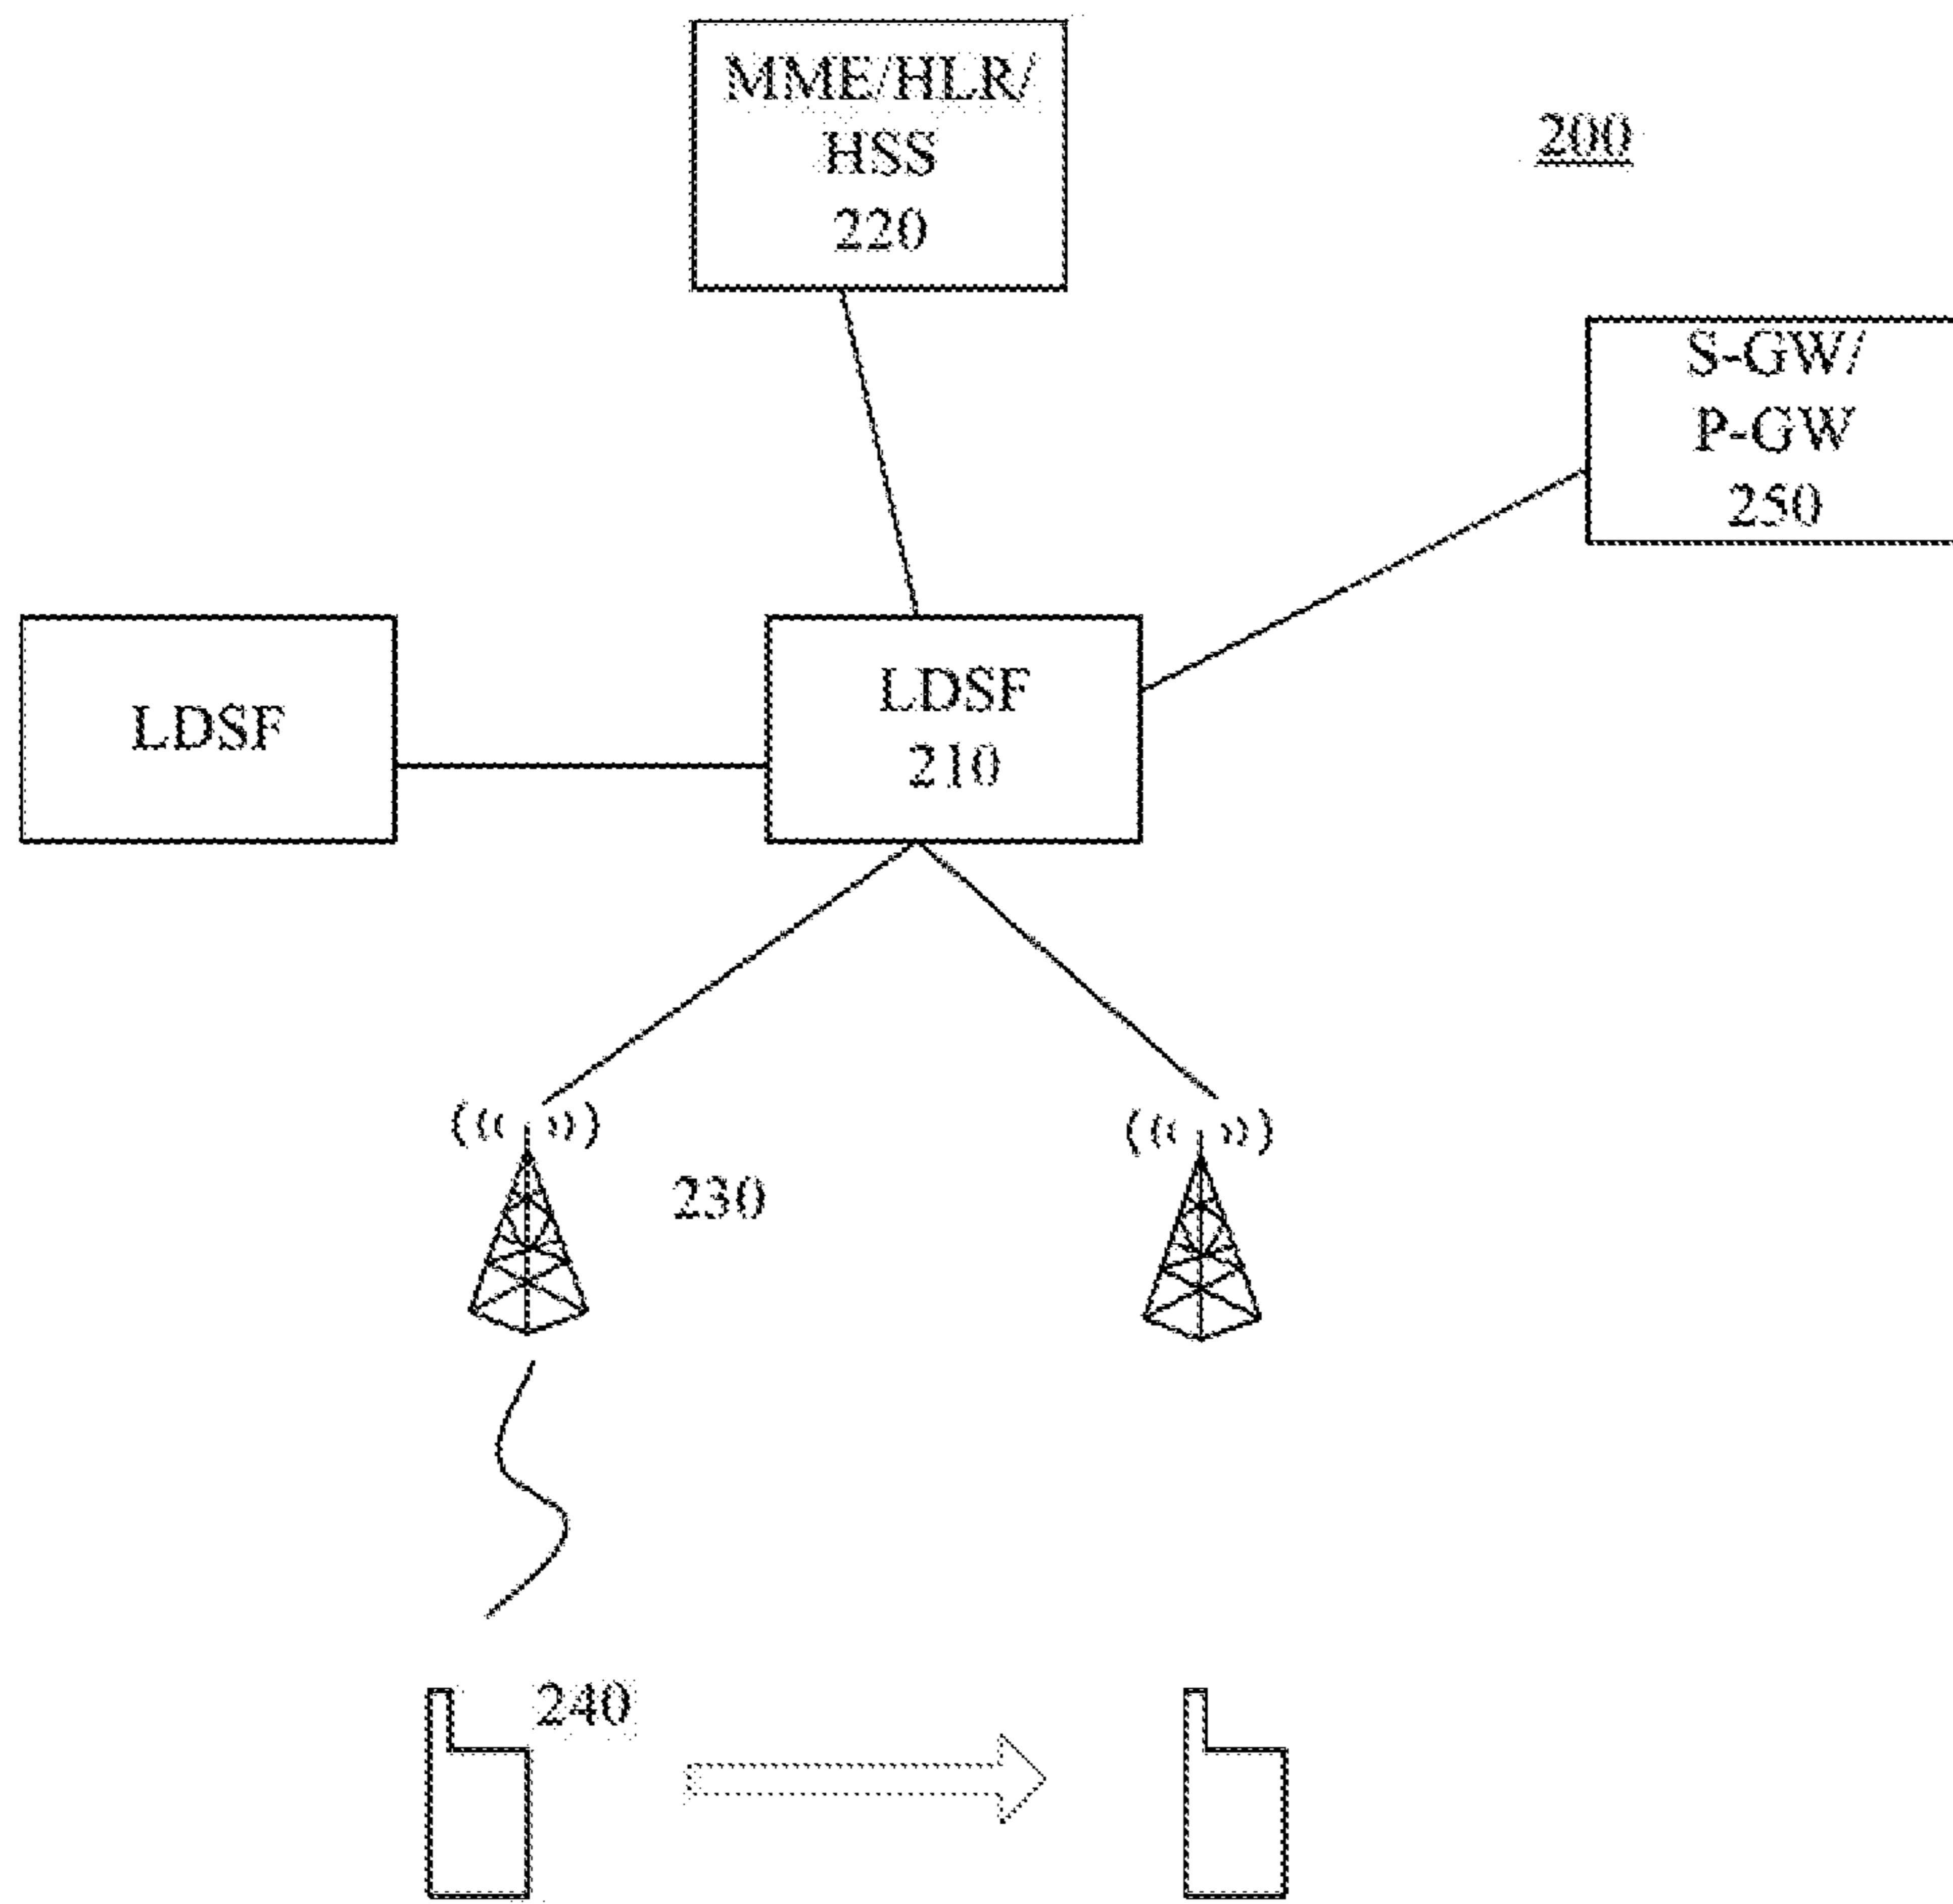 MME/HLR/
HSS
220
200
S-GW/
P-GW
250
LDSF
LDSF
210
230
240